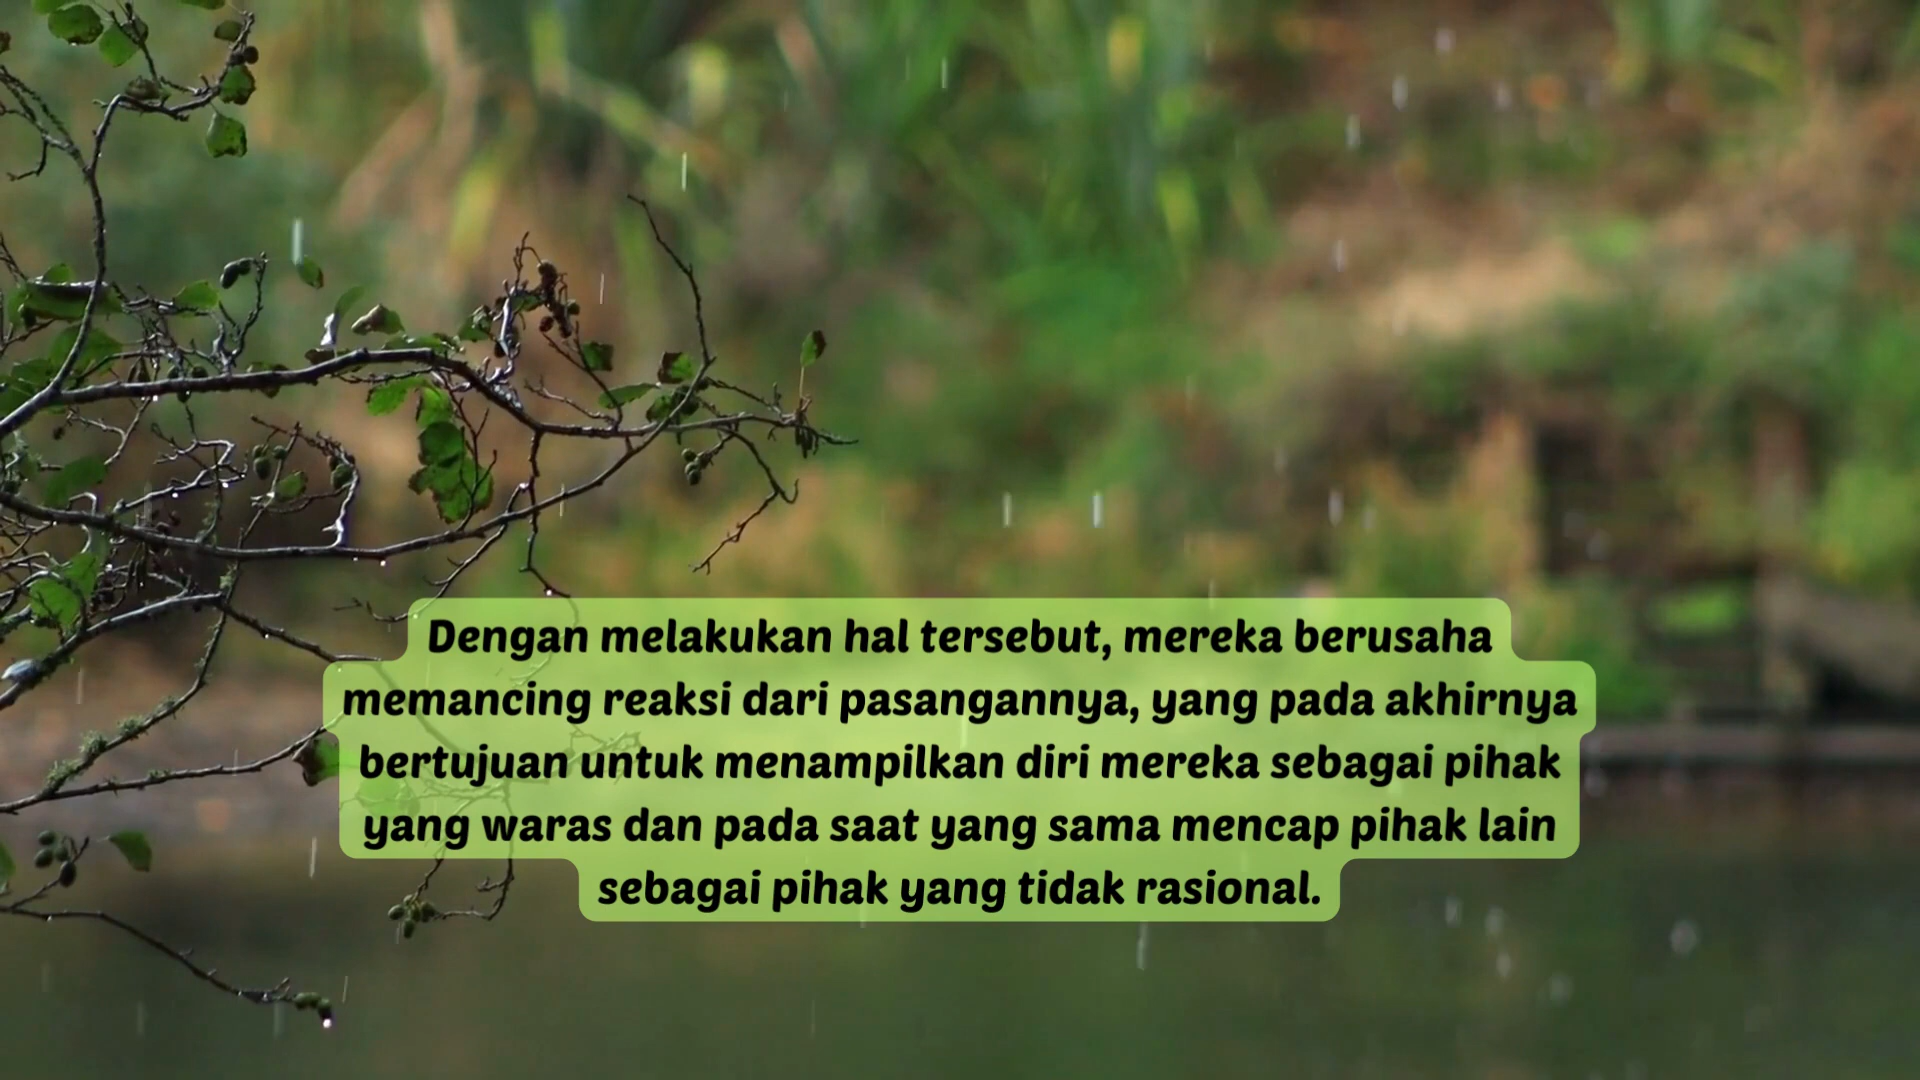 Dengan melakukan hal tersebut, mereka berusaha
memancing reaksi dari pasangannya, yang pada akhirnya
bertujuan untuk menampilkan diri mereka sebagai pihak
yang waras dan pada saat yang sama mencap pihak lain
sebagai pihak yang tidak rasional.